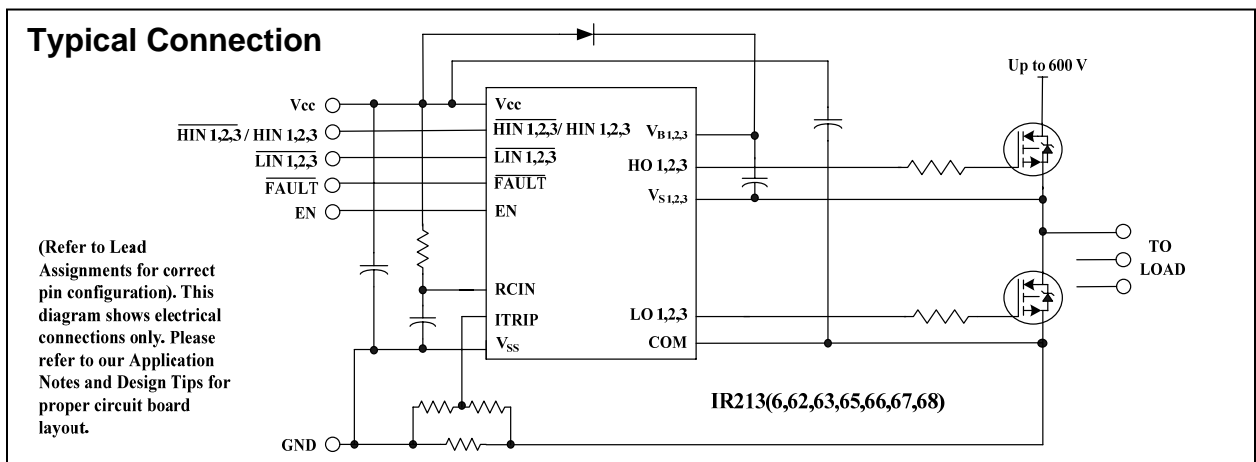 Typical Connection
Up to 600 V
Vcc
Vcc
HIN 1,2,3 / HIN 1,2,3
HIN 1,2,3 / HIN 1,2,3
VB 1,2,3
LIN 1,2,3
LIN 1,2,3
HO 1,2,3
FAULT
FAULT
VS 1,2,3
EN
EN
(Refer to Lead
Assignments for correct
pin configuration). This
diagram shows electrical
connections only. Please
refer to our Application
Notes and Design Tips for
proper circuit board
layout.
TO
LOAD
RCIN
ITRIP
LO 1,2,3
VSS
COM
IR213(6,62,63,65,66,67,68)
GND